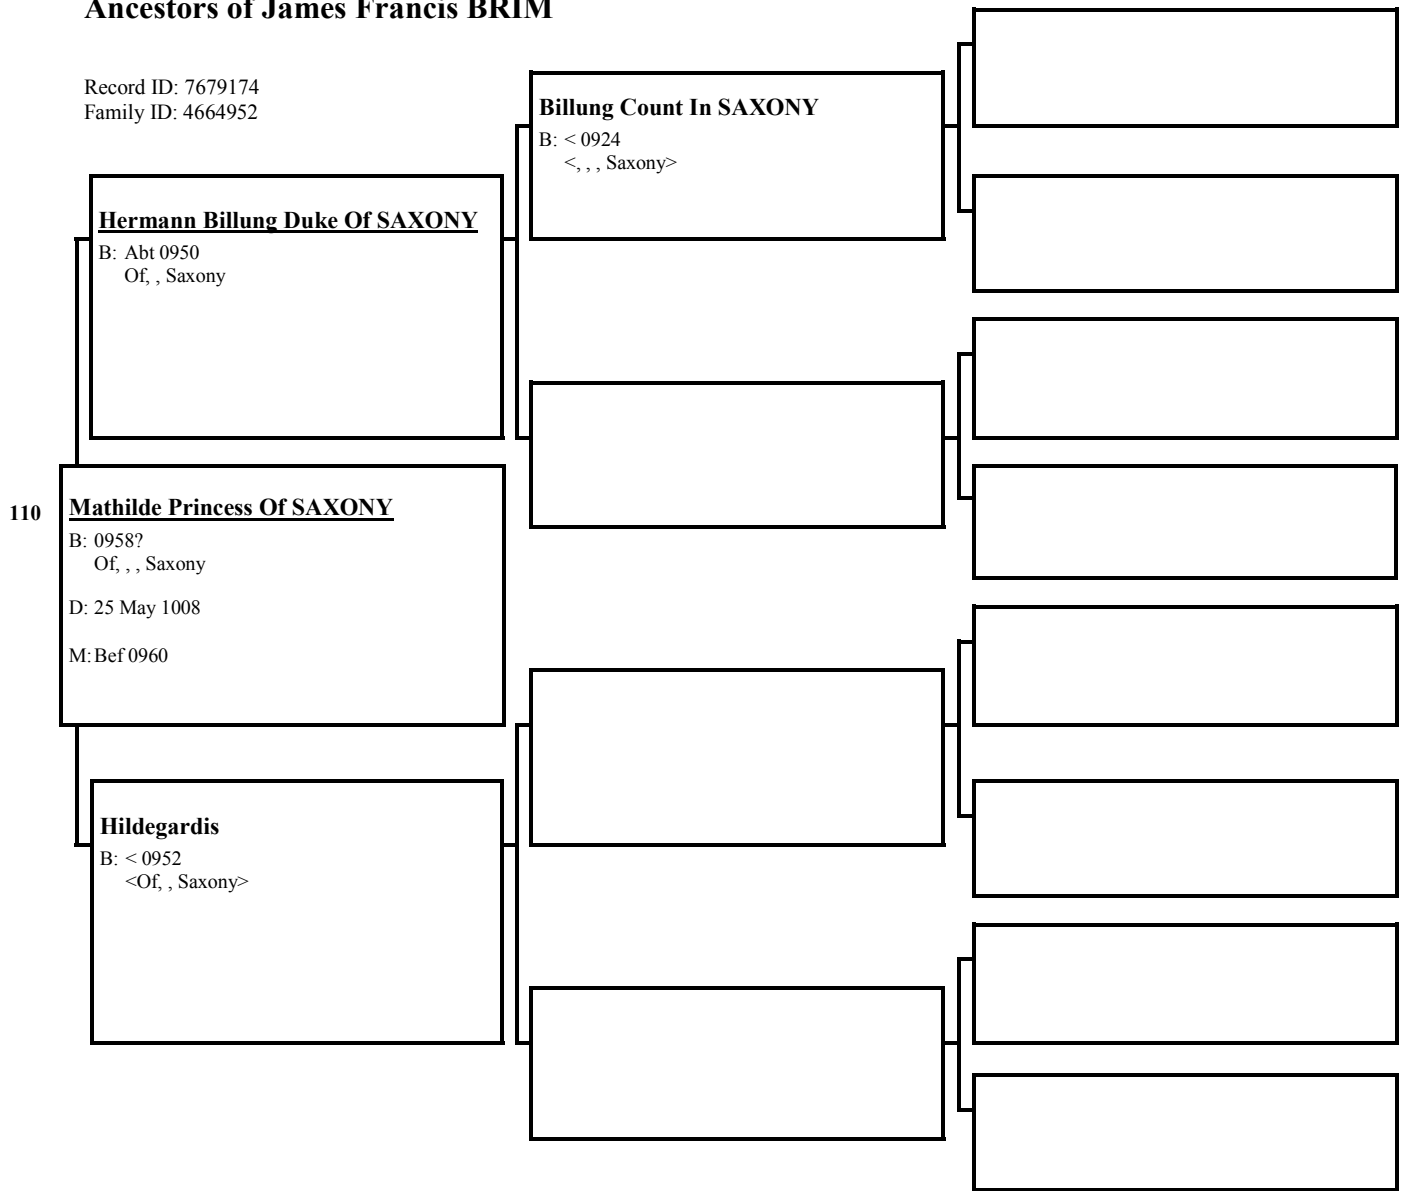 Ancestors of James Francis BRIM
Record ID: 7679174
Family ID: 4664952
Billung Count In SAXONY
B: < 0924
<, , , Saxony>
Hermann Billung Duke Of SAXONY
B: Abt 0950
Of, , Saxony
110
Mathilde Princess Of SAXONY
B: 0958?
Of, , , Saxony
D: 25 May 1008
M: Bef 0960
Hildegardis
B: < 0952
<Of, , Saxony>